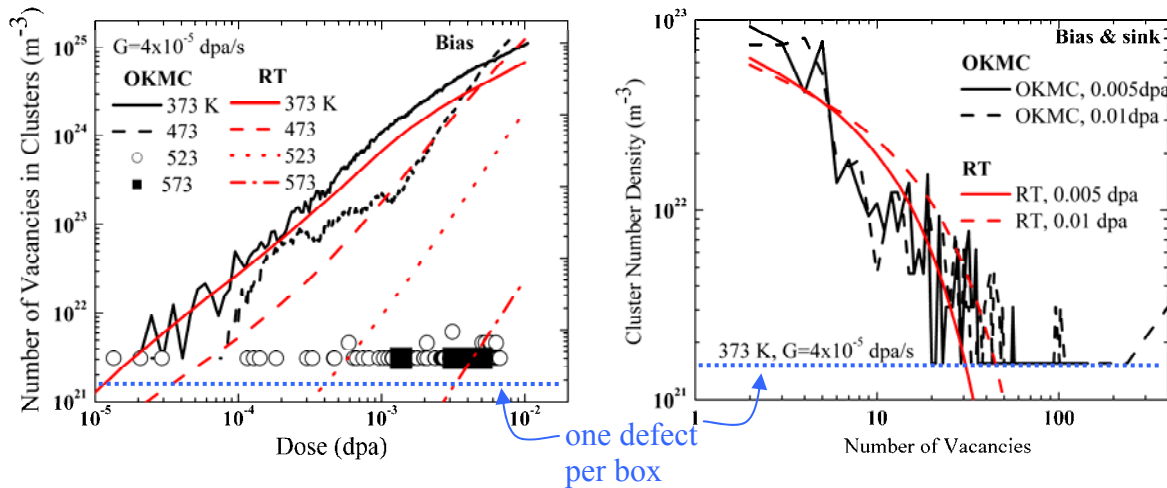 Number of Vacancies in Clusters (m⁻³)
10²⁵
10²⁴
10²³
10²²
10²¹
G=4x10⁻⁵ dpa/s
Bias
OKMC RT
373 K 373 K
473 473
523 523
573 573
10⁻⁵ 10⁻⁴ 10⁻³ 10⁻²
Dose (dpa)
one defect
per box
Cluster Number Density (m⁻³)
10²³
10²²
10²¹
Bias & sink
OKMC
OKMC, 0.005dpa
OKMC, 0.01dpa
RT
RT, 0.005 dpa
RT, 0.01 dpa
373 K, G=4x10⁻⁵ dpa/s
1 10 100
Number of Vacancies